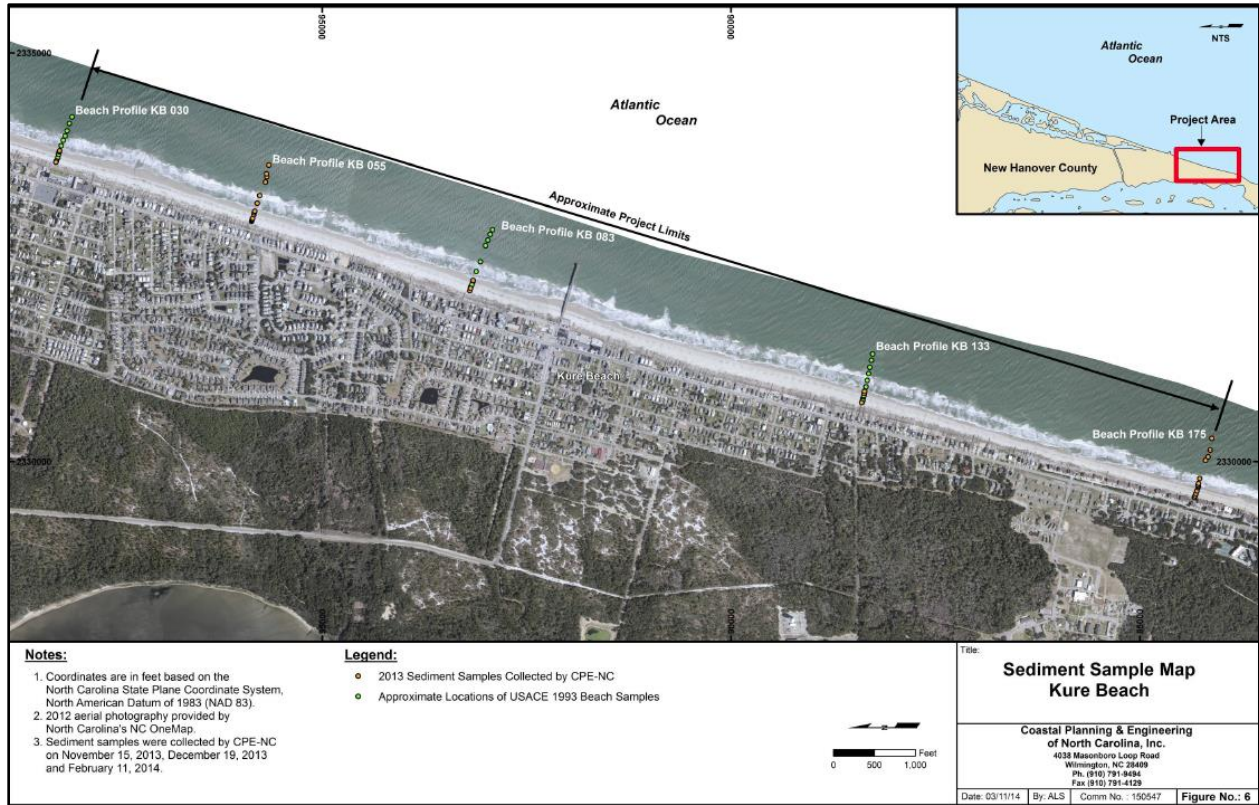 95000
90000
2335000
Atlantic
Ocean
NTS
Project Area
New Hanover County
Beach Profile KB 030
Beach Profile KB 055
Atlantic
Ocean
Approximate Project Limits
Beach Profile KB 083
Beach Profile KB 133
Kure Beach
Beach Profile KB 175
2330000
2330000
Notes:
1. Coordinates are in feet based on the
North Carolina State Plane Coordinate System,
North American Datum of 1983 (NAD 83).
2. 2012 aerial photography provided by
North Carolina's NC OneMap.
3. Sediment samples were collected by CPE-NC
on November 15, 2013, December 19, 2013
and February 11, 2014.
Legend:
2013 Sediment Samples Collected by CPE-NC
Approximate Locations of USACE 1993 Beach Samples
Feet
0 500 1,000
Title:
Sediment Sample Map
Kure Beach
Coastal Planning & Engineering
of North Carolina, Inc.
4038 Masonboro Loop Road
Wilmington, NC 28409
Ph. (910) 791-9494
Fax (910) 791-4129
Date: 03/11/14 By: ALS Comm No. : 150547 Figure No.: 6